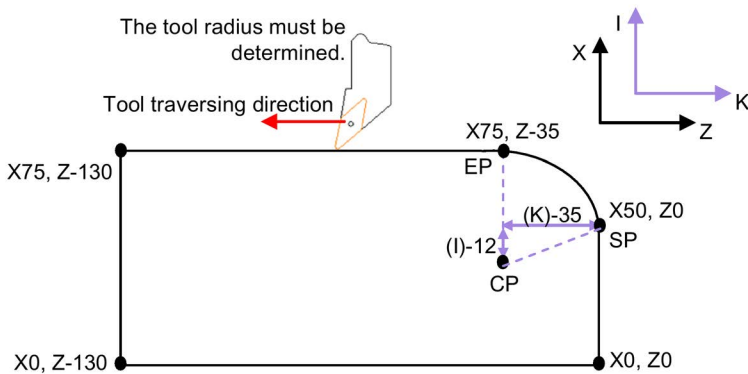 The tool radius must be
determined.
Tool traversing direction
I
X
K
Z
X75, Z-35
EP
X75, Z-130
(K)-35
X50, Z0
SP
(I)-12
CP
X0, Z-130
X0, Z0